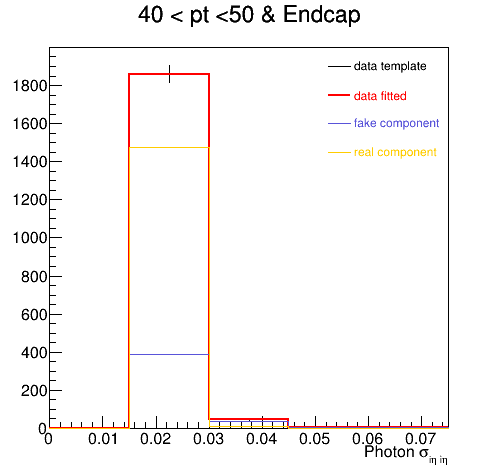 40 < pt <50 & Endcap
1800
1600
1400
1200
1000
800
600
400
200
0
data template
data fitted
fake component
real component
0 0.01 0.02 0.03 0.04 0.05 0.06 0.07
Photon σiη iη